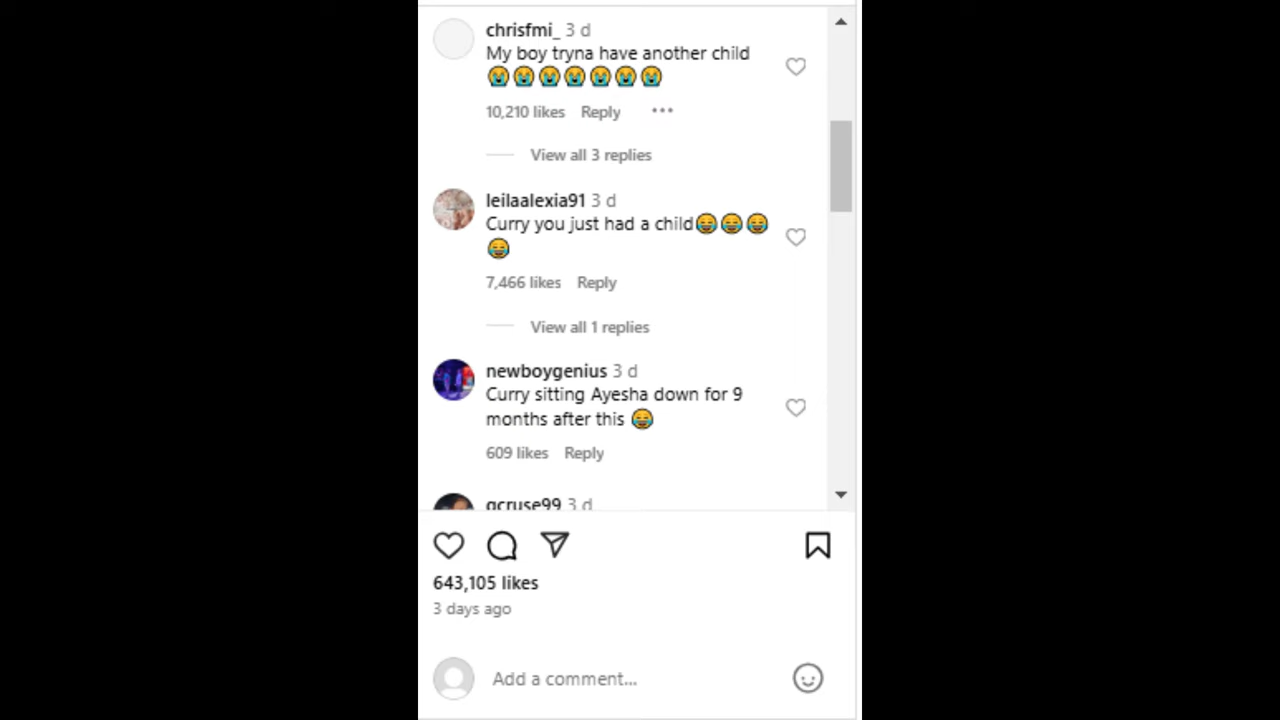 chrisfmi_ 3 d
My boy tryna have another child
😭😭😭😭😭😭😭
10,210 likes Reply •••
View all 3 replies
leilaalexia91 3 d
Curry you just had a child😂😂😂
😂
7,466 likes Reply
View all 1 replies
newboygenius 3 d
Curry sitting Ayesha down for 9
months after this 😂
609 likes Reply
qcruse99 3 d
643,105 likes
3 days ago
Add a comment...